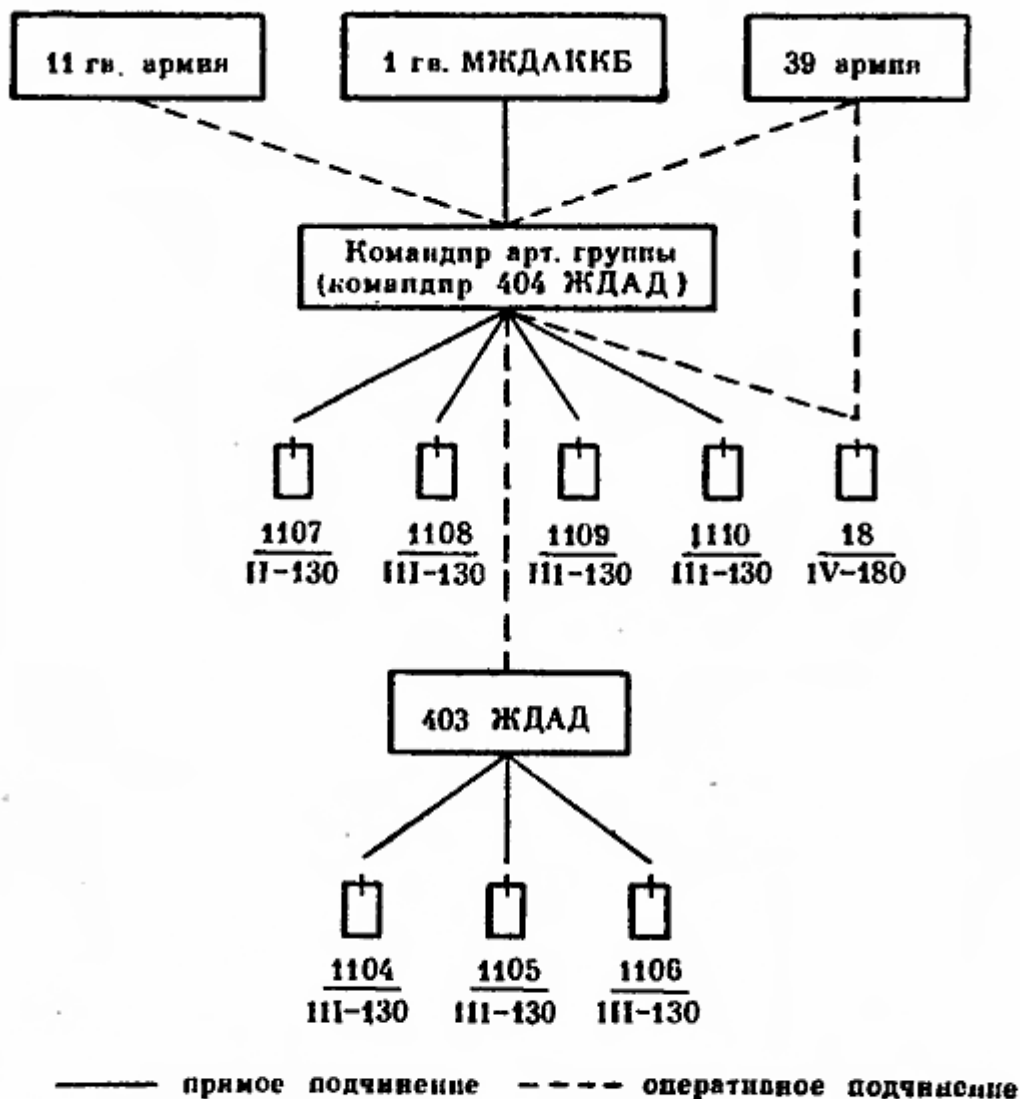 11 гв. армия
1 гв. МЖДАККБ
39 армия
Командир арт. группы
(командир 404 ЖДАД)
1107
II-130
1108
III-130
1109
III-130
1110
III-130
18
IV-180
403 ЖДАД
1104
III-130
1105
III-130
1106
III-130
прямое подчинение
оперативное подчинение